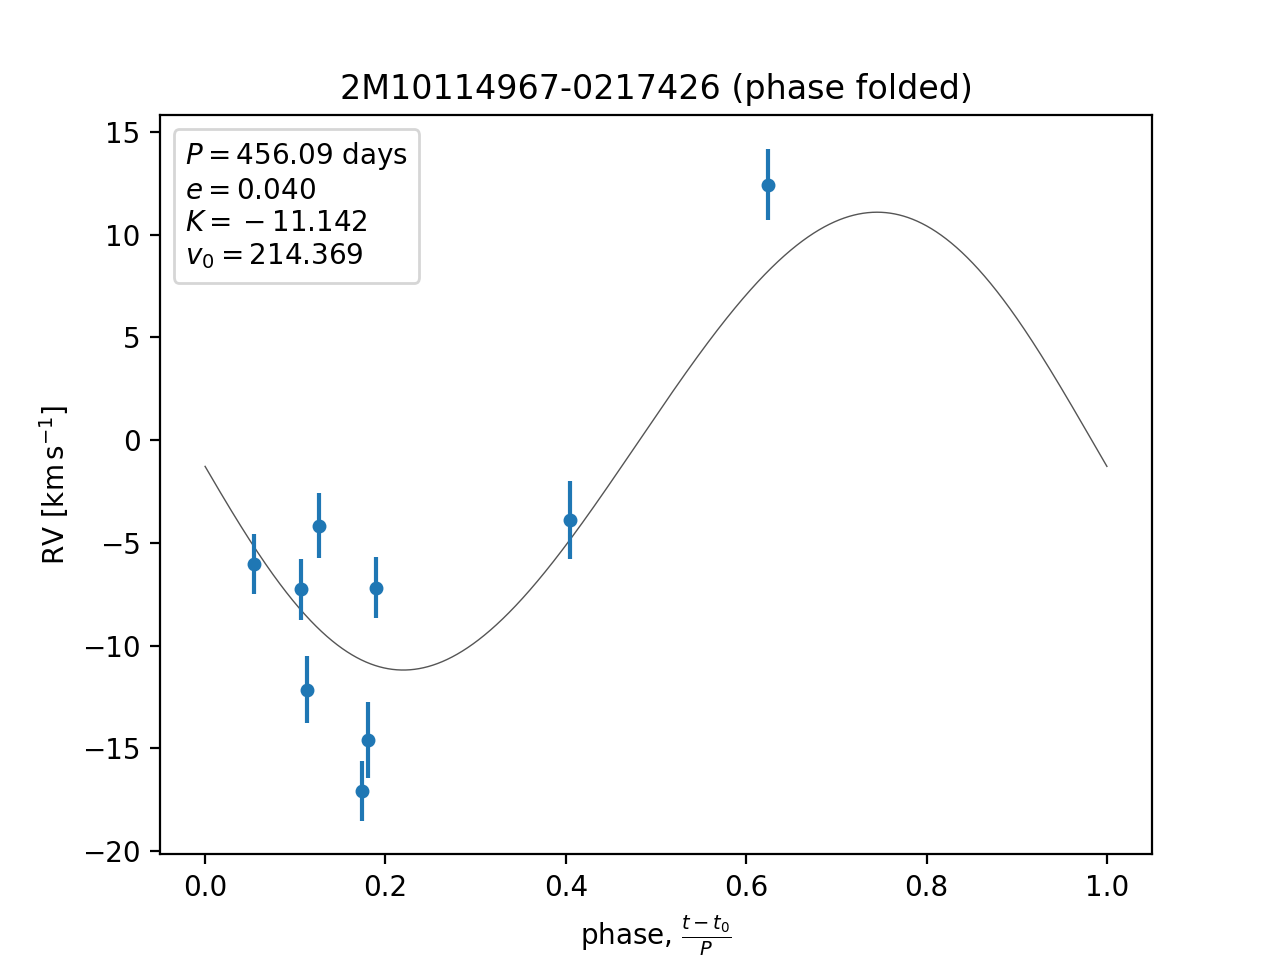 2M10114967-0217426 (phase folded)
P = 456.09 days
e = 0.040
K = −11.142
v₀ = 214.369
15
10
5
0
−5
−10
−15
−20
RV [km s⁻¹]
0.0 0.2 0.4 0.6 0.8 1.0
phase, (t − t₀)/P